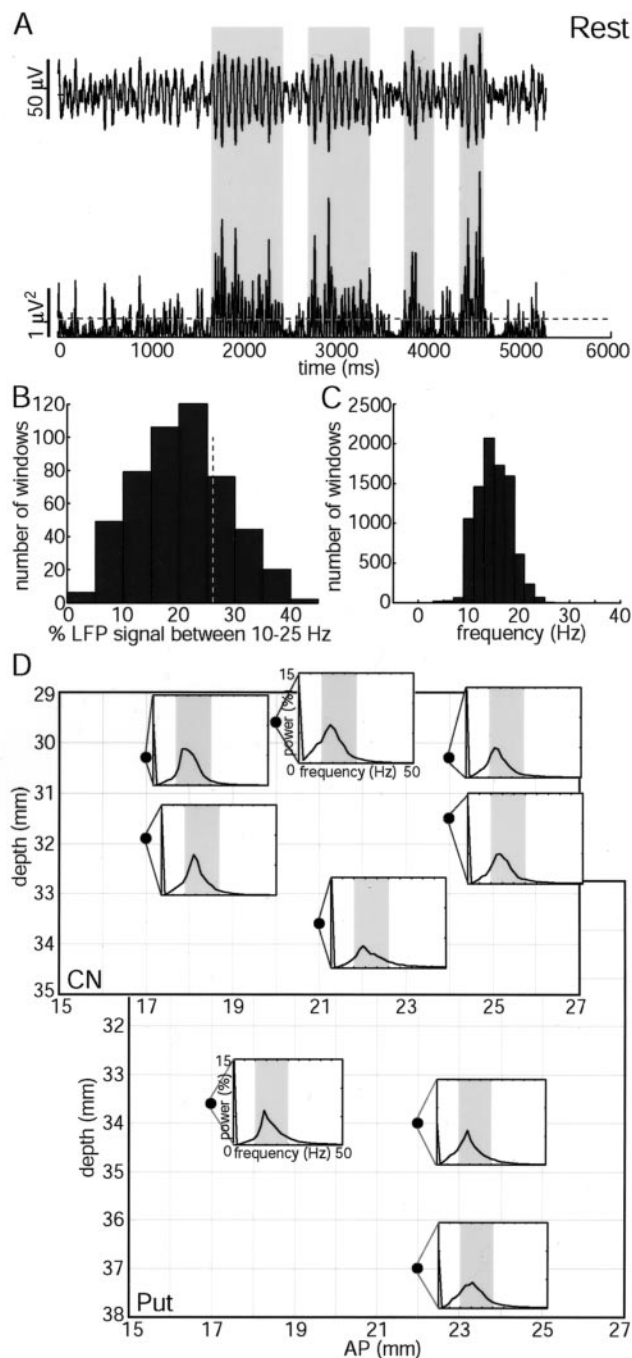 A
Rest
50 µV
1 µV²
0 1000 2000 3000 4000 5000 6000
time (ms)
B
number of windows
120
100
80
60
40
20
0
10 20 30 40
% LFP signal between 10-25 Hz
C
number of windows
2500
2000
1500
1000
500
0
0 10 20 30 40
frequency (Hz)
D
depth (mm)
29
30
31
32
33
34
35
15
power (%)
0 frequency (Hz) 50
CN
15 17 19 21 23 25 27
depth (mm)
32
33
34
35
36
37
38
15
power (%)
0 frequency (Hz) 50
Put
15 17 19 21 23 25 27
AP (mm)